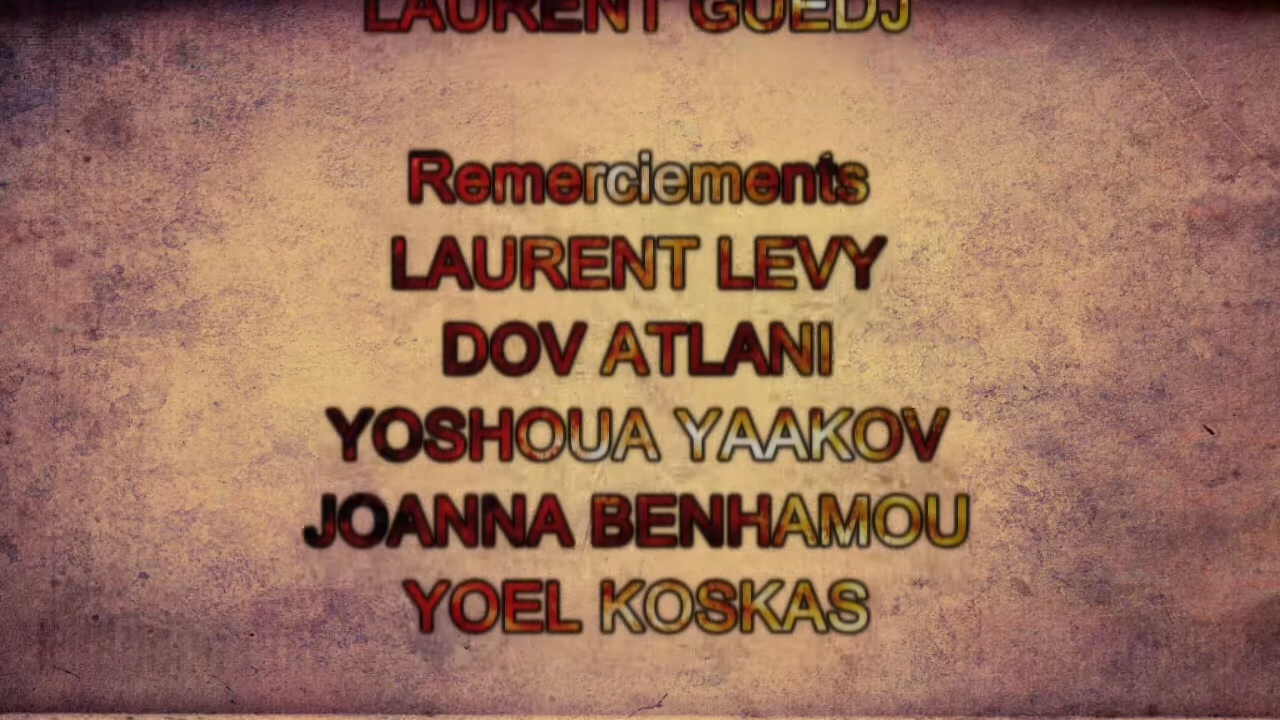 LAURENT GUEDJ
Remerciements
LAURENT LEVY
DOV ATLANI
YOSHOUA YAAKOV
JOANNA BENHAMOU
YOEL KOSKAS